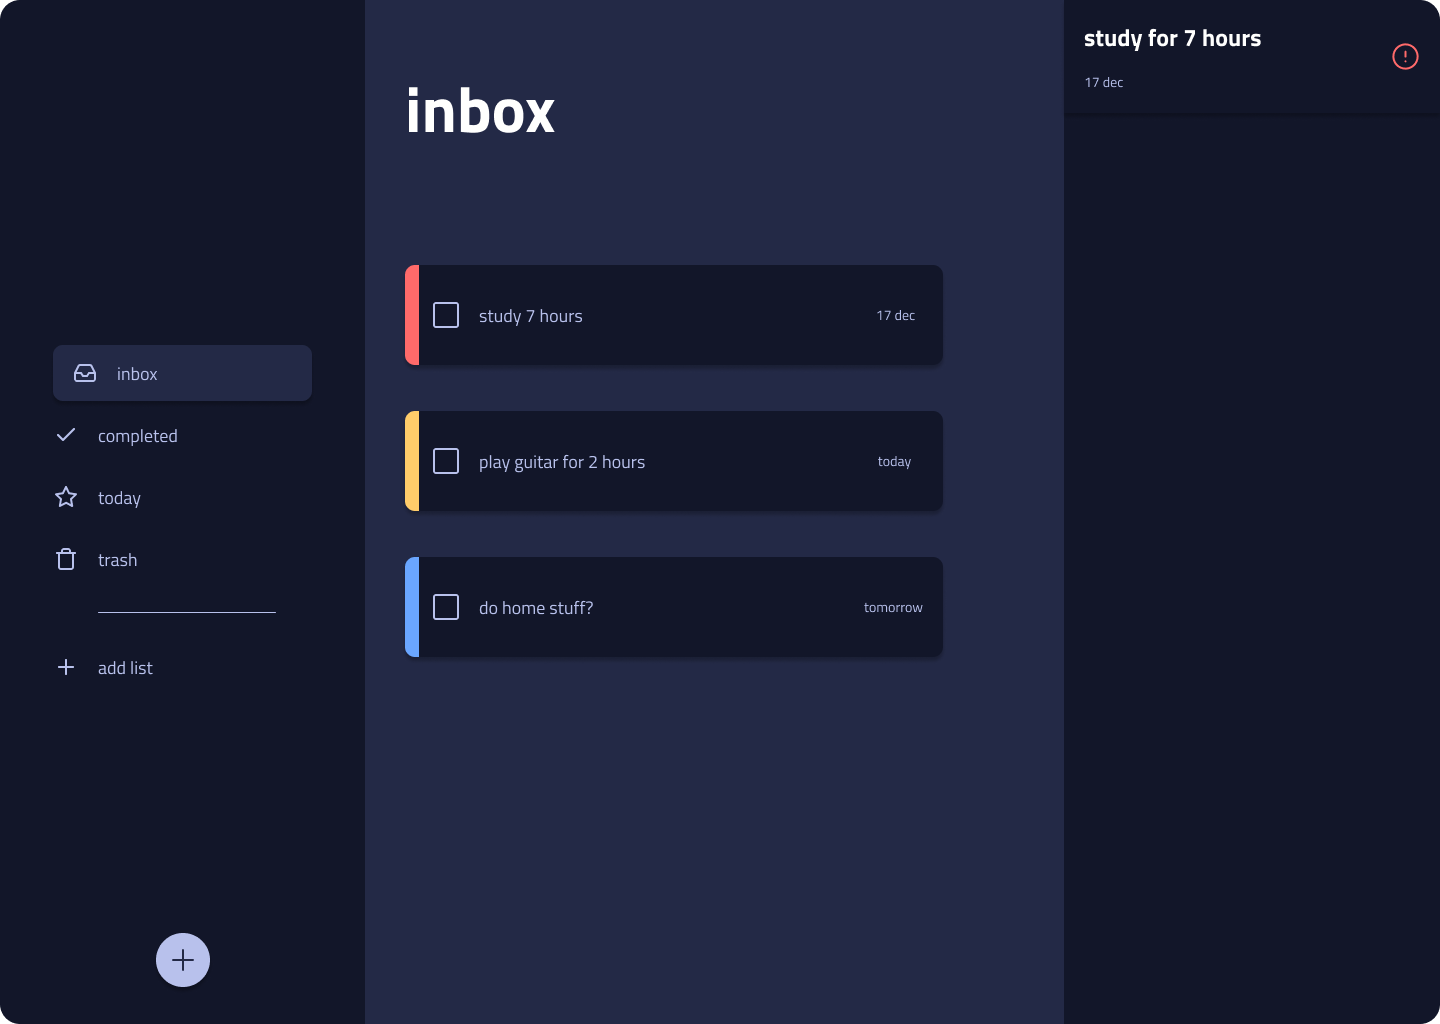 inbox
completed
today
trash
add list
inbox
study 7 hours
17 dec
play guitar for 2 hours
today
do home stuff?
tomorrow
study for 7 hours
17 dec